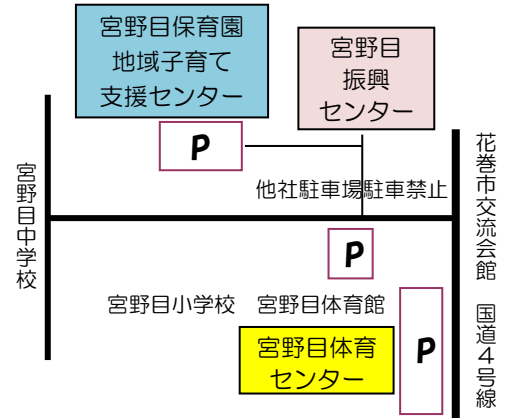 宮野目保育園
地域子育て
支援センター
宮野目
振興
センター
P
他社駐車場駐車禁止
宮野目中学校
花巻市交流会館　国道４号線
P
宮野目小学校　宮野目体育館
宮野目体育
センター
P